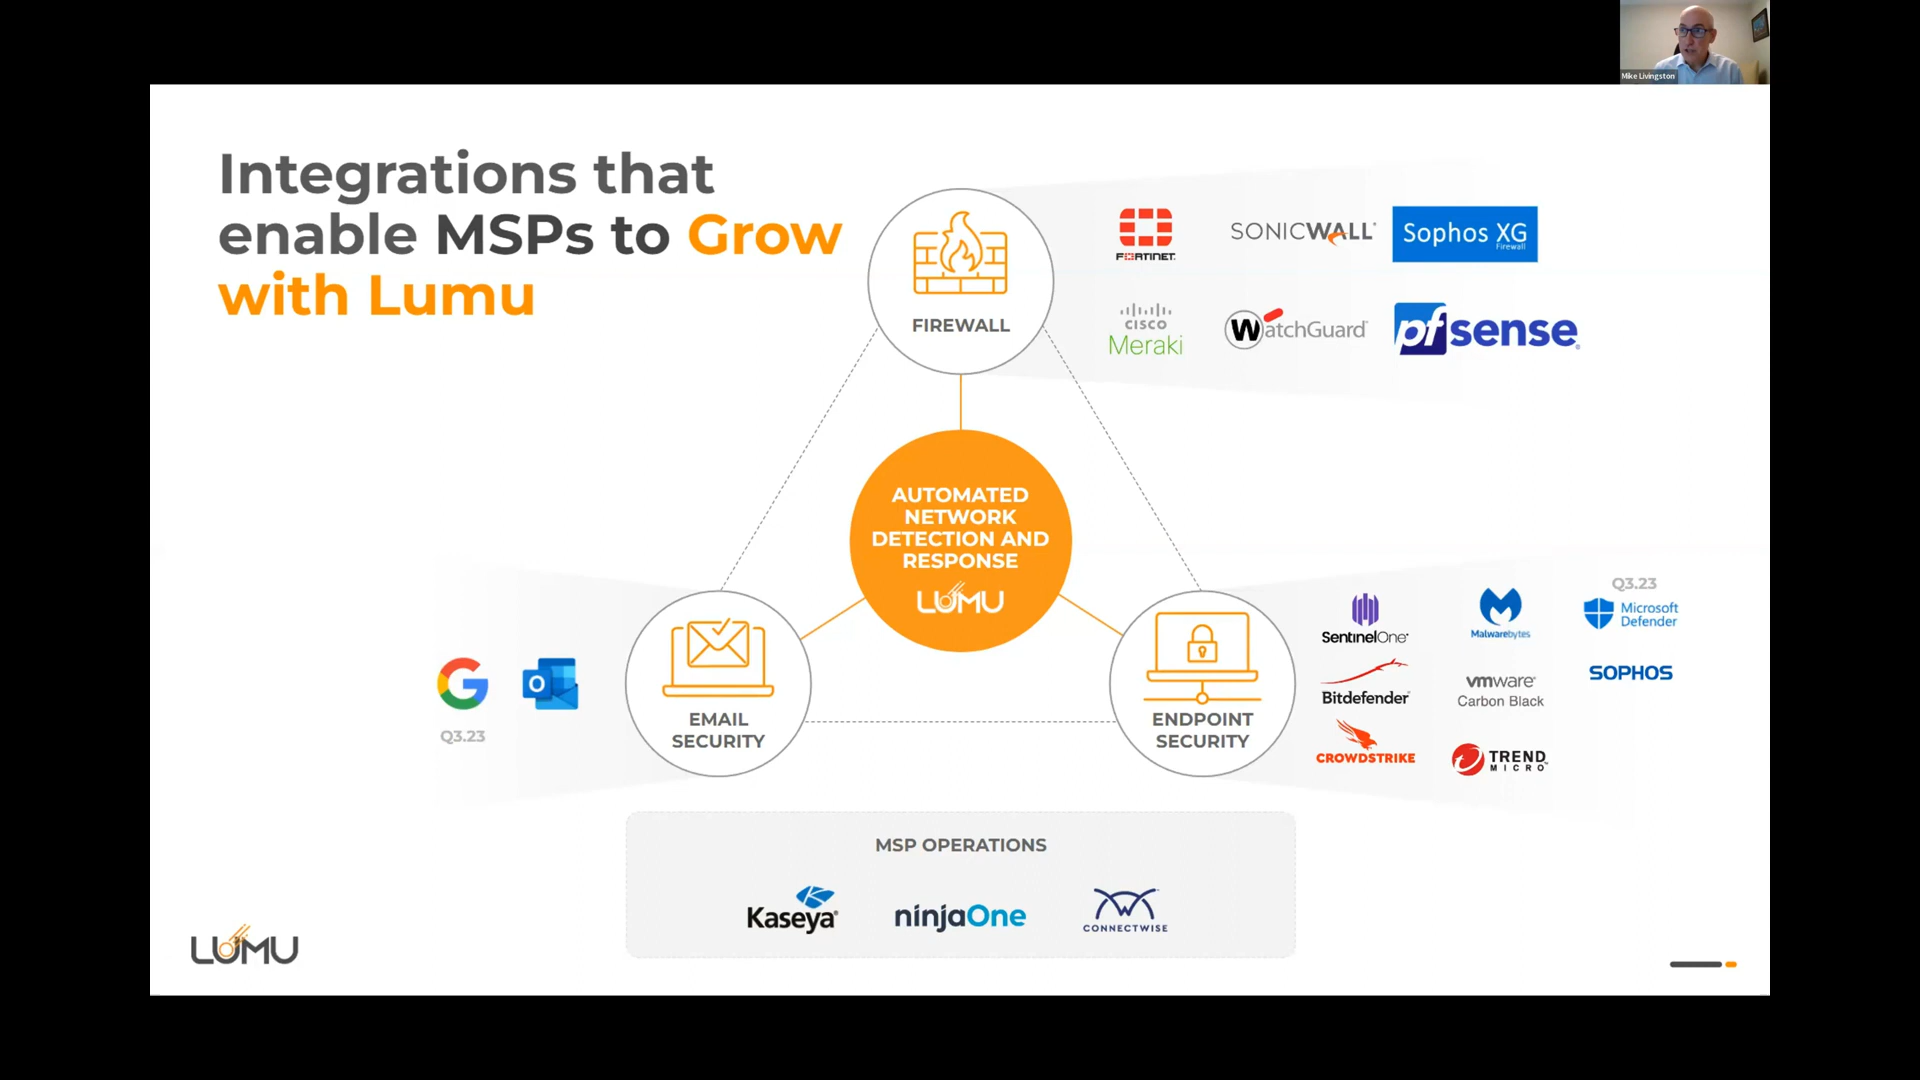 Mike Livingston
Integrations that
enable MSPs to Grow
with Lumu
FIREWALL
FORTINET
SONICWALL
Sophos XG
Firewall
CISCO
Meraki
WatchGuard
pfsense
AUTOMATED
NETWORK
DETECTION AND
RESPONSE
LUMU
G
O
Q3.23
EMAIL
SECURITY
ENDPOINT
SECURITY
SentinelOne
Malwarebytes
Q3.23
Microsoft
Defender
Bitdefender
vmware
Carbon Black
SOPHOS
CROWDSTRIKE
TREND
MICRO
MSP OPERATIONS
Kaseya
ninjaOne
CONNECTWISE
LUMU